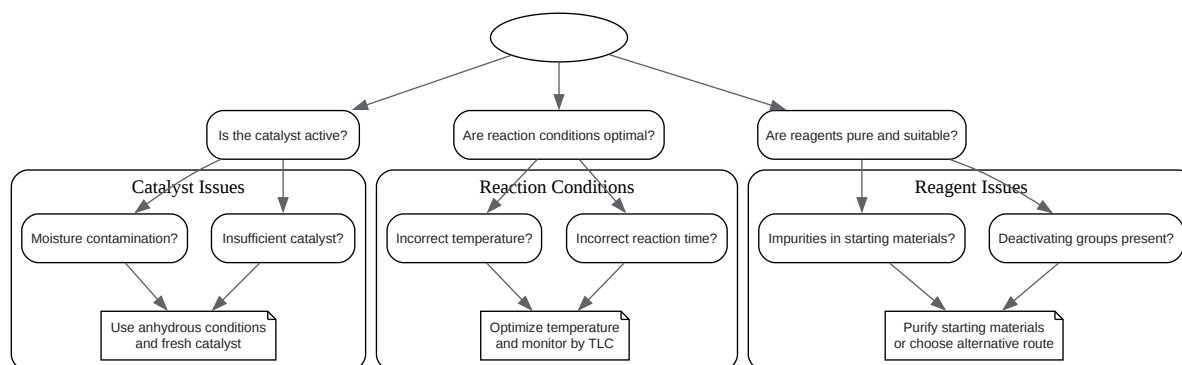 Is the catalyst active?
Are reaction conditions optimal?
Are reagents pure and suitable?
Catalyst Issues
Reaction Conditions
Reagent Issues
Moisture contamination?
Insufficient catalyst?
Incorrect temperature?
Incorrect reaction time?
Impurities in starting materials?
Deactivating groups present?
Use anhydrous conditions
and fresh catalyst
Optimize temperature
and monitor by TLC
Purify starting materials
or choose alternative route